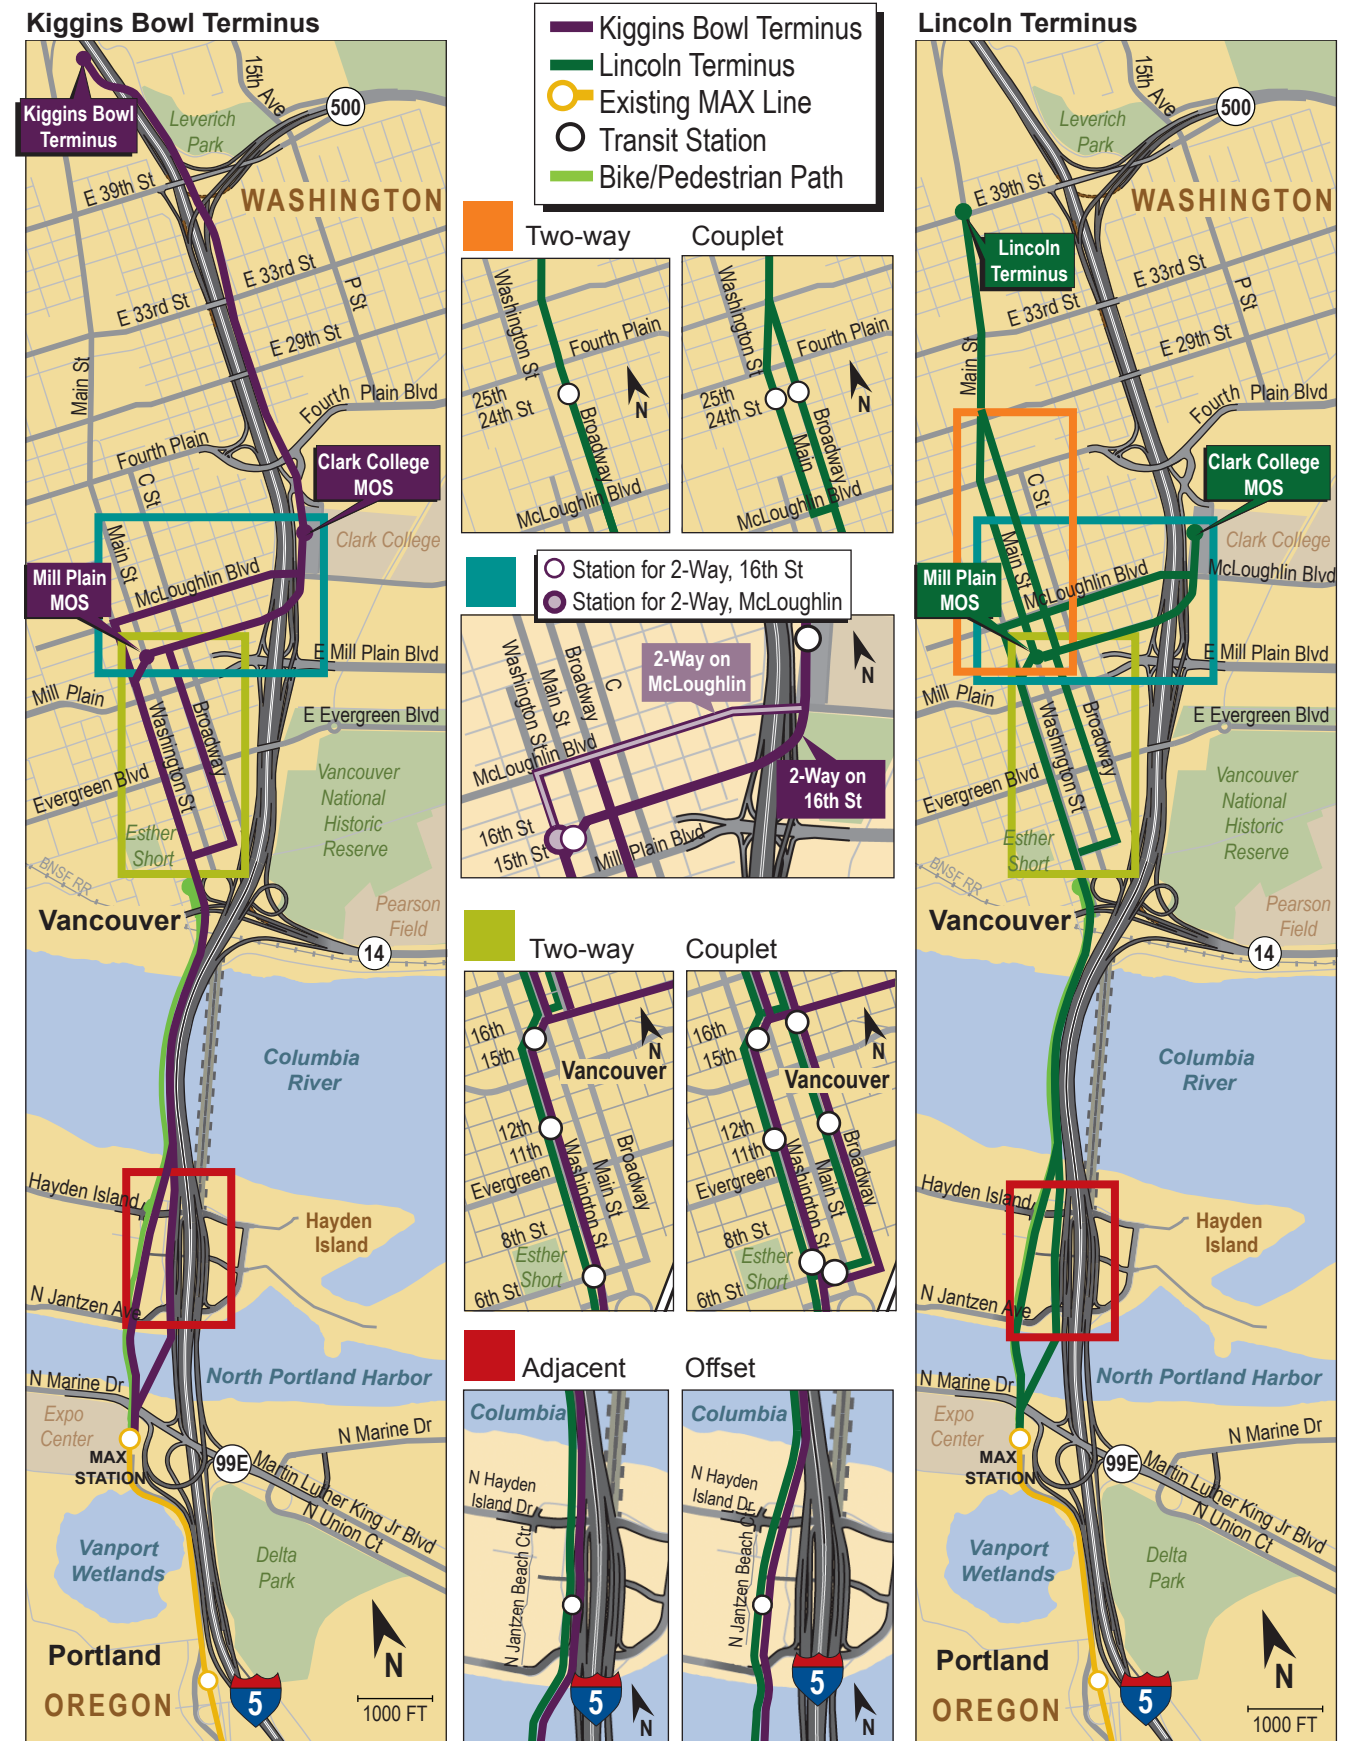 Kiggins Bowl Terminus
Kiggins Bowl
Terminus
15th Ave
500
Leverich
Park
E 39th St
WASHINGTON
E 33rd St
E 33rd St
P St
E 29th St
Main St
Fourth
Plain Blvd
Fourth Plain
C St
Clark College
MOS
Main St
Clark College
Mill Plain
MOS
McLoughlin Blvd
E Mill Plain Blvd
Mill Plain
Washington St
Broadway
E Evergreen Blvd
Evergreen Blvd
Vancouver
National
Historic
Reserve
Esther
Short
BNSF RR
Vancouver
Pearson
Field
14
Columbia
River
Hayden Island
Hayden
Island
N Jantzen Ave
North Portland Harbor
N Marine Dr
Expo
Center
N Marine Dr
MAX
STATION
99E
Martin Luther King Jr Blvd
N Union Ct
Vanport
Wetlands
Delta
Park
Portland
OREGON
5
N
1000 FT
Kiggins Bowl Terminus
Lincoln Terminus
Existing MAX Line
Transit Station
Bike/Pedestrian Path
Two-way
Couplet
Washington St
Fourth Plain
25th
24th St
Broadway
McLoughlin Blvd
N
Washington St
Fourth Plain
25th
24th St
Main
Broadway
McLoughlin Blvd
N
Station for 2-Way, 16th St
Station for 2-Way, McLoughlin
2-Way on
McLoughlin
Washington St
Main St
Broadway
C
McLoughlin Blvd
2-Way on
16th St
16th St
15th St
Mill Plain Blvd
N
Two-way
Couplet
16th
15th
Vancouver
12th
11th
Evergreen
Washington St
Main St
Broadway
8th St
Esther
Short
6th St
N
16th
15th
Vancouver
12th
11th
Evergreen
Washington St
Main St
Broadway
8th St
Esther
Short
6th St
N
Adjacent
Offset
Columbia
N Hayden
Island Dr
N Jantzen Beach Ctr
5
N
Columbia
N Hayden
Island Dr
N Jantzen Beach Ctr
5
N
Lincoln Terminus
15th Ave
500
Leverich
Park
E 39th St
WASHINGTON
Lincoln
Terminus
E 33rd St
E 33rd St
P St
E 29th St
Main St
Fourth
Plain Blvd
C St
Clark College
MOS
Main St
Clark College
Mill Plain
MOS
McLoughlin Blvd
McLoughlin Blvd
E Mill Plain Blvd
Mill Plain
Washington St
Broadway
E Evergreen Blvd
Evergreen Blvd
Vancouver
National
Historic
Reserve
Esther
Short
BNSF RR
Vancouver
Pearson
Field
14
Columbia
River
Hayden Island
Hayden
Island
N Jantzen Ave
North Portland Harbor
N Marine Dr
Expo
Center
N Marine Dr
MAX
STATION
99E
Martin Luther King Jr Blvd
N Union Ct
Vanport
Wetlands
Delta
Park
Portland
OREGON
5
N
1000 FT